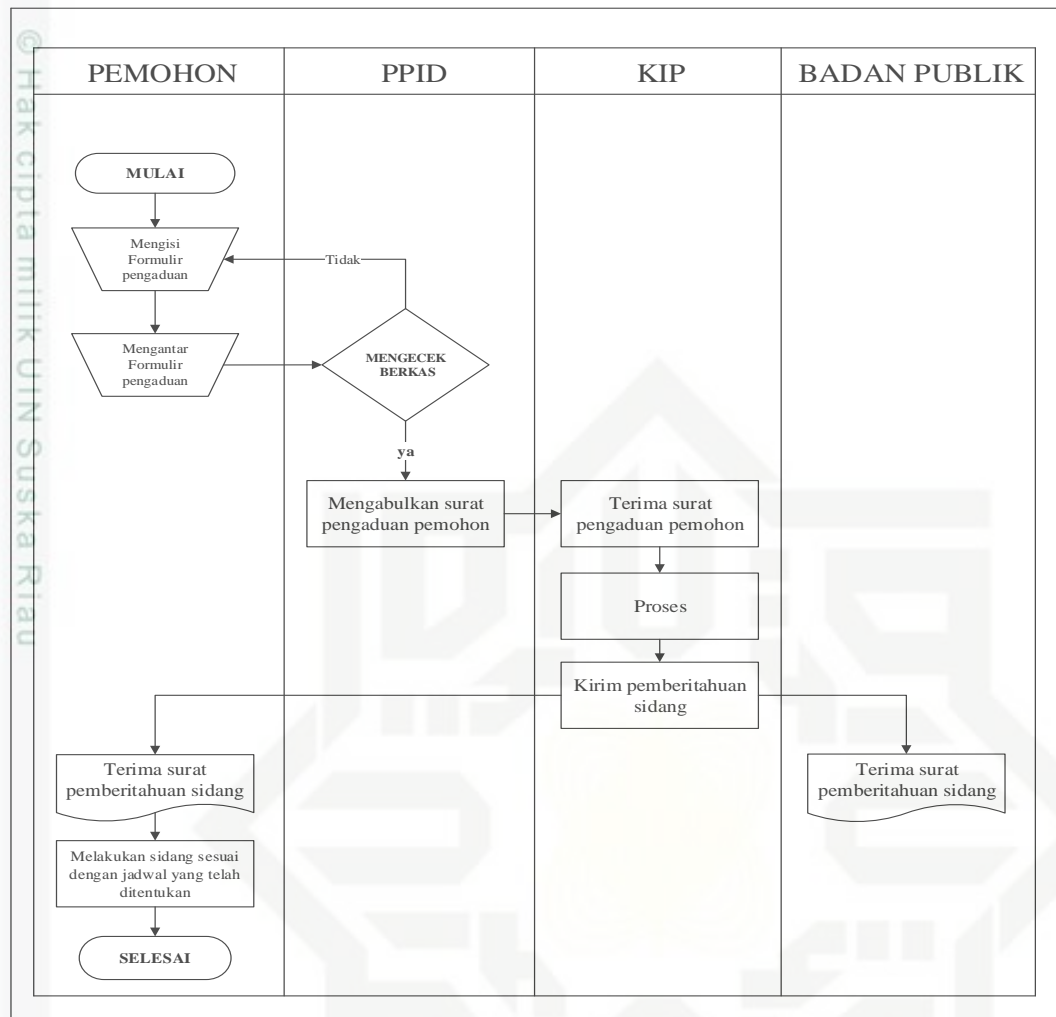 © Hak cipta milik UIN Suska Riau
PEMOHON
PPID
KIP
BADAN PUBLIK
MULAI
Mengisi
Formulir
pengaduan
Tidak
Mengantar
Formulir
pengaduan
MENGECEK
BERKAS
ya
Mengabulkan surat
pengaduan pemohon
Terima surat
pengaduan pemohon
Proses
Kirim pemberitahuan
sidang
Terima surat
pemberitahuan sidang
Terima surat
pemberitahuan sidang
Melakukan sidang sesuai
dengan jadwal yang telah
ditentukan
SELESAI